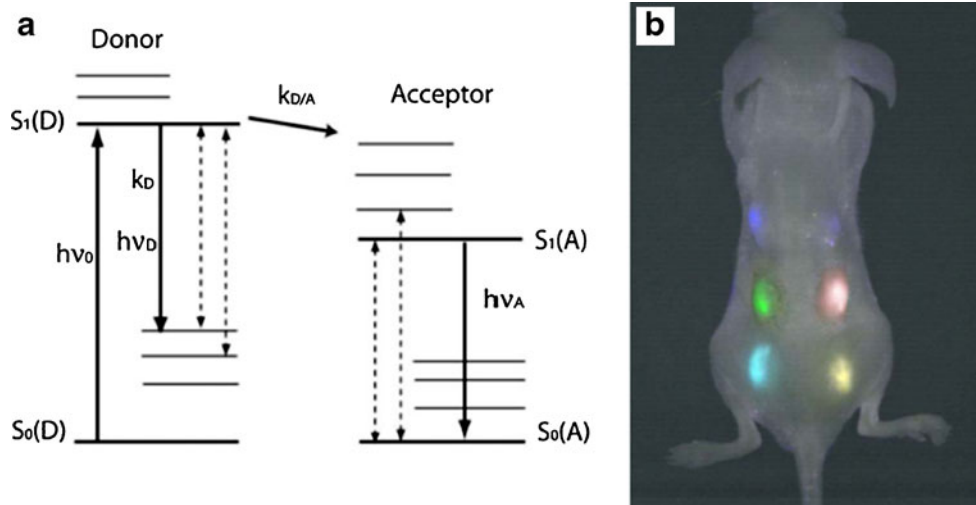 a
Donor
S1(D)
kD/A
Acceptor
kD
hν0
hνD
S1(A)
hνA
S0(D)
S0(A)
b